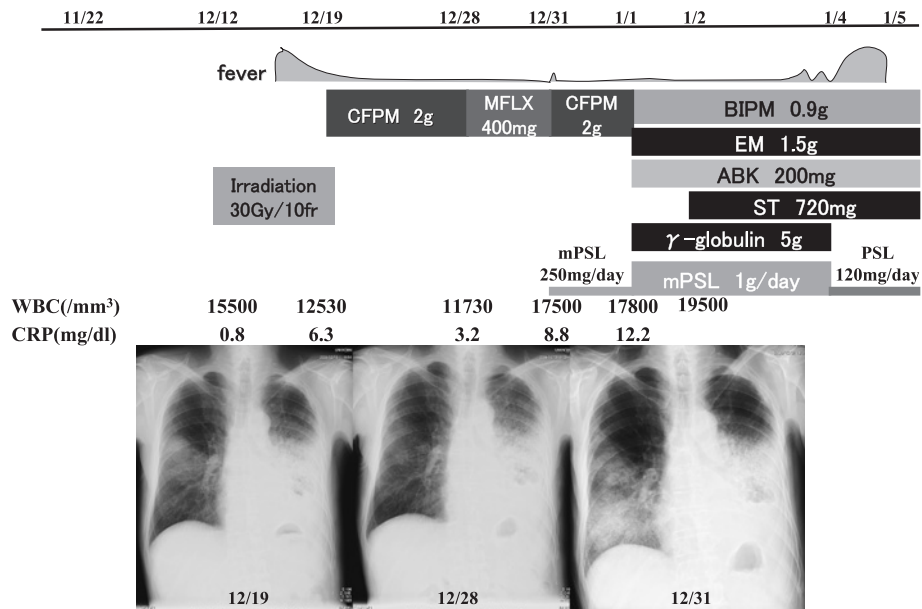 11/22 12/12 12/19 12/28 12/31 1/1 1/2 1/4 1/5
fever
CFPM 2g
MFLX
400mg
CFPM
2g
BIPM 0.9g
EM 1.5g
ABK 200mg
Irradiation
30Gy/10fr
ST 720mg
γ-globulin 5g
mPSL
250mg/day
mPSL 1g/day
PSL
120mg/day
WBC(/mm³) 15500 12530 11730 17500 17800 19500
CRP(mg/dl) 0.8 6.3 3.2 8.8 12.2
12/19 12/28 12/31